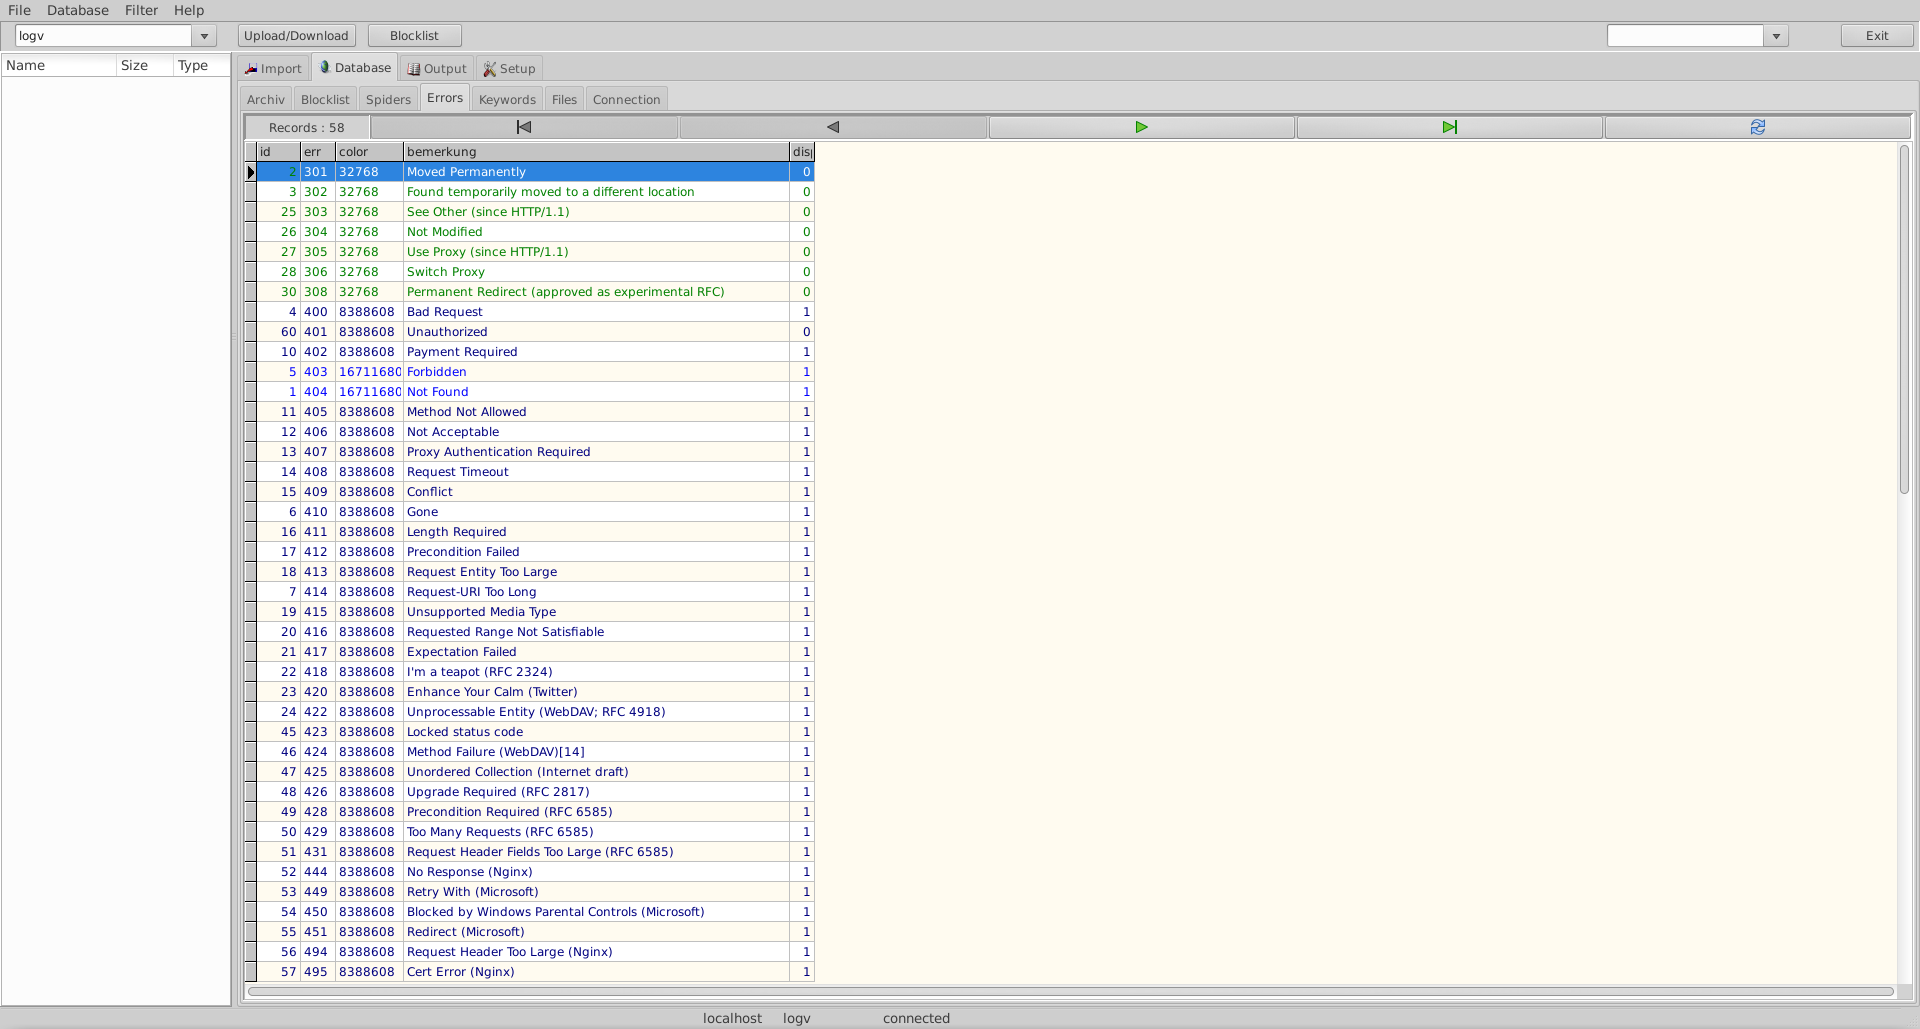 File Database Filter Help
logv Upload/Download Blocklist Exit
Name Size Type
Import Database Output Setup
Archiv Blocklist Spiders Errors Keywords Files Connection
Records : 58
id err color bemerkung disp
2 301 32768 Moved Permanently 0
3 302 32768 Found temporarily moved to a different location 0
25 303 32768 See Other (since HTTP/1.1) 0
26 304 32768 Not Modified 0
27 305 32768 Use Proxy (since HTTP/1.1) 0
28 306 32768 Switch Proxy 0
30 308 32768 Permanent Redirect (approved as experimental RFC) 0
4 400 8388608 Bad Request 1
60 401 8388608 Unauthorized 0
10 402 8388608 Payment Required 1
5 403 16711680 Forbidden 1
1 404 16711680 Not Found 1
11 405 8388608 Method Not Allowed 1
12 406 8388608 Not Acceptable 1
13 407 8388608 Proxy Authentication Required 1
14 408 8388608 Request Timeout 1
15 409 8388608 Conflict 1
6 410 8388608 Gone 1
16 411 8388608 Length Required 1
17 412 8388608 Precondition Failed 1
18 413 8388608 Request Entity Too Large 1
7 414 8388608 Request-URI Too Long 1
19 415 8388608 Unsupported Media Type 1
20 416 8388608 Requested Range Not Satisfiable 1
21 417 8388608 Expectation Failed 1
22 418 8388608 I'm a teapot (RFC 2324) 1
23 420 8388608 Enhance Your Calm (Twitter) 1
24 422 8388608 Unprocessable Entity (WebDAV; RFC 4918) 1
45 423 8388608 Locked status code 1
46 424 8388608 Method Failure (WebDAV)[14] 1
47 425 8388608 Unordered Collection (Internet draft) 1
48 426 8388608 Upgrade Required (RFC 2817) 1
49 428 8388608 Precondition Required (RFC 6585) 1
50 429 8388608 Too Many Requests (RFC 6585) 1
51 431 8388608 Request Header Fields Too Large (RFC 6585) 1
52 444 8388608 No Response (Nginx) 1
53 449 8388608 Retry With (Microsoft) 1
54 450 8388608 Blocked by Windows Parental Controls (Microsoft) 1
55 451 8388608 Redirect (Microsoft) 1
56 494 8388608 Request Header Too Large (Nginx) 1
57 495 8388608 Cert Error (Nginx) 1
localhost logv connected